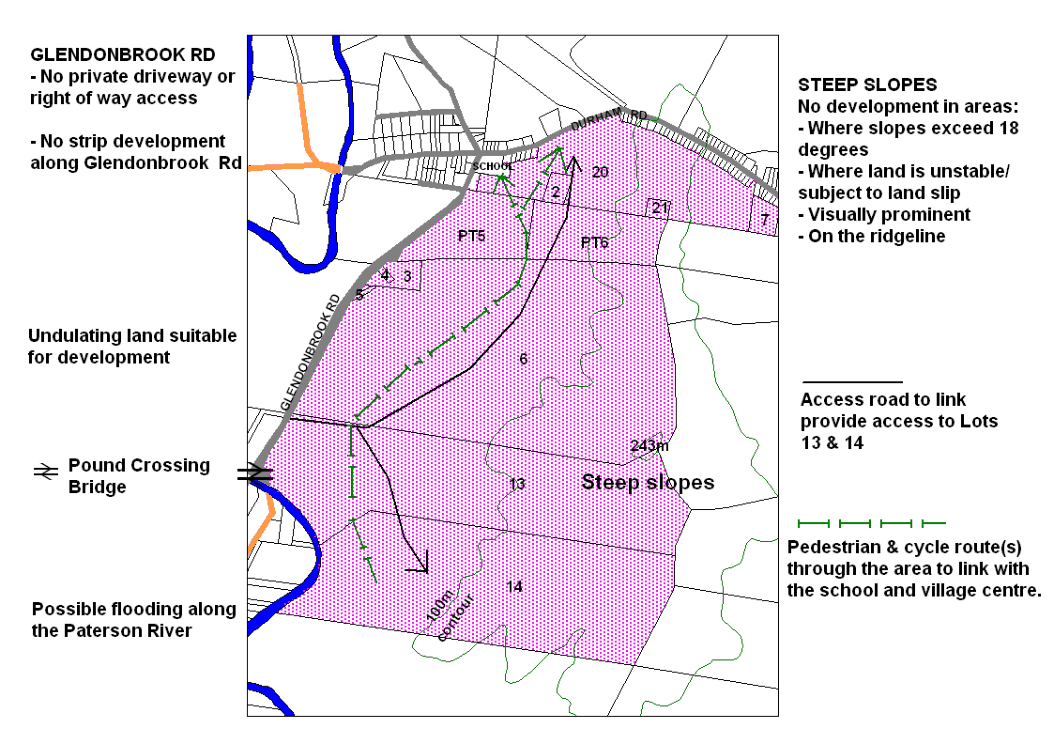 GLENDONBROOK RD
- No private driveway or
right of way access
- No strip development
along Glendonbrook Rd
Undulating land suitable
for development
Pound Crossing
Bridge
Possible flooding along
the Paterson River
DURHAM RD
SCHOOL
20
2
21
7
PT5
PT6
4
3
5
GLENDONBROOK RD
6
243m
13
Steep slopes
14
100m
contour
STEEP SLOPES
No development in areas:
- Where slopes exceed 18
degrees
- Where land is unstable/
subject to land slip
- Visually prominent
- On the ridgeline
Access road to link
provide access to Lots
13 & 14
Pedestrian & cycle route(s)
through the area to link with
the school and village centre.